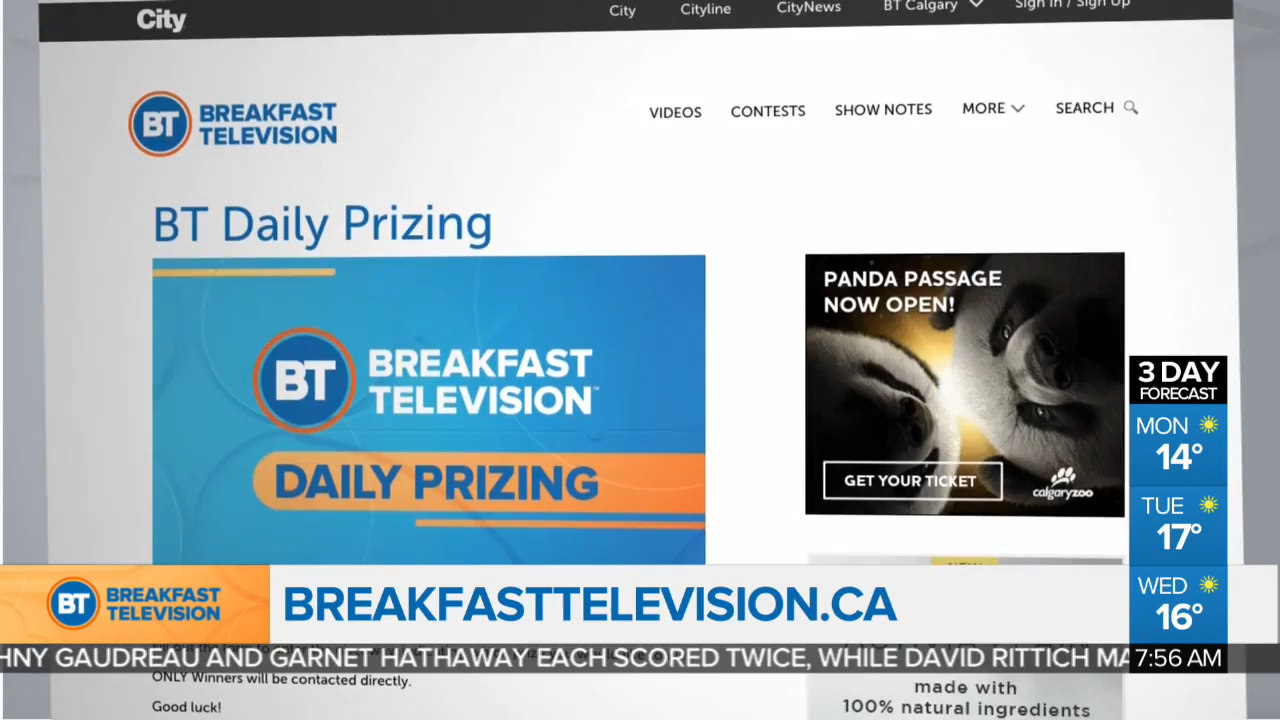 City
City
Cityline
CityNews
BT Calgary
Sign In / Sign Up
BT
BREAKFAST
TELEVISION
VIDEOS
CONTESTS
SHOW NOTES
MORE
SEARCH
BT Daily Prizing
BT
BREAKFAST
TELEVISION™
DAILY PRIZING
PANDA PASSAGE
NOW OPEN!
GET YOUR TICKET
calgaryzoo
3 DAY
FORECAST
MON
14°
TUE
17°
WED
16°
NEW
BT
BREAKFAST
TELEVISION
BREAKFASTTELEVISION.CA
HNY GAUDREAU AND GARNET HATHAWAY EACH SCORED TWICE, WHILE DAVID RITTICH MA
7:56 AM
ONLY Winners will be contacted directly.
Good luck!
made with
100% natural ingredients